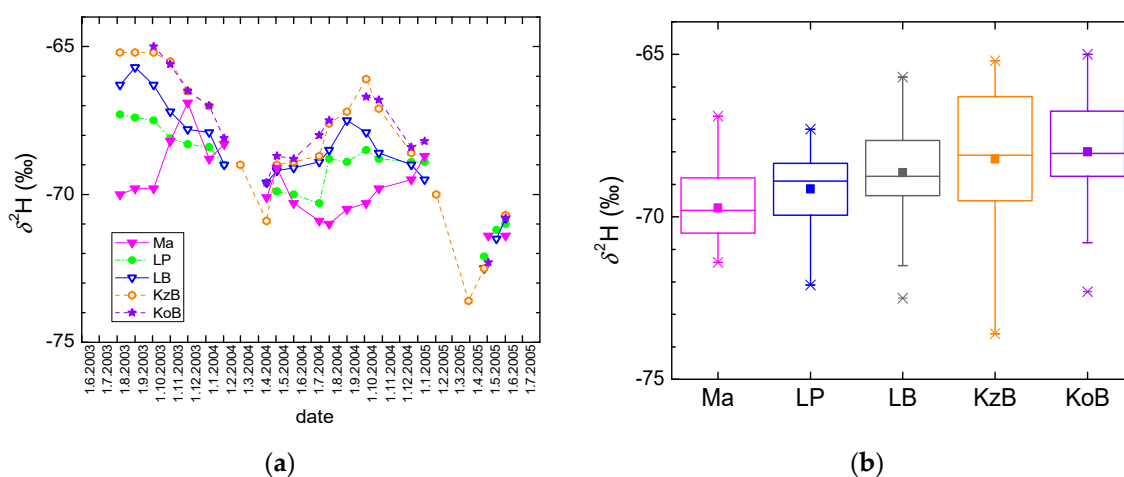 -65
-70
-75
δ²H (‰)
Ma
LP
LB
KzB
KoB
1.6.2003
1.7.2003
1.8.2003
1.9.2003
1.10.2003
1.11.2003
1.12.2003
1.1.2004
1.2.2004
1.3.2004
1.4.2004
1.5.2004
1.6.2004
1.7.2004
1.8.2004
1.9.2004
1.10.2004
1.11.2004
1.12.2004
1.1.2005
1.2.2005
1.3.2005
1.4.2005
1.5.2005
1.6.2005
1.7.2005
date
(a)
-65
-70
-75
δ²H (‰)
Ma LP LB KzB KoB
(b)